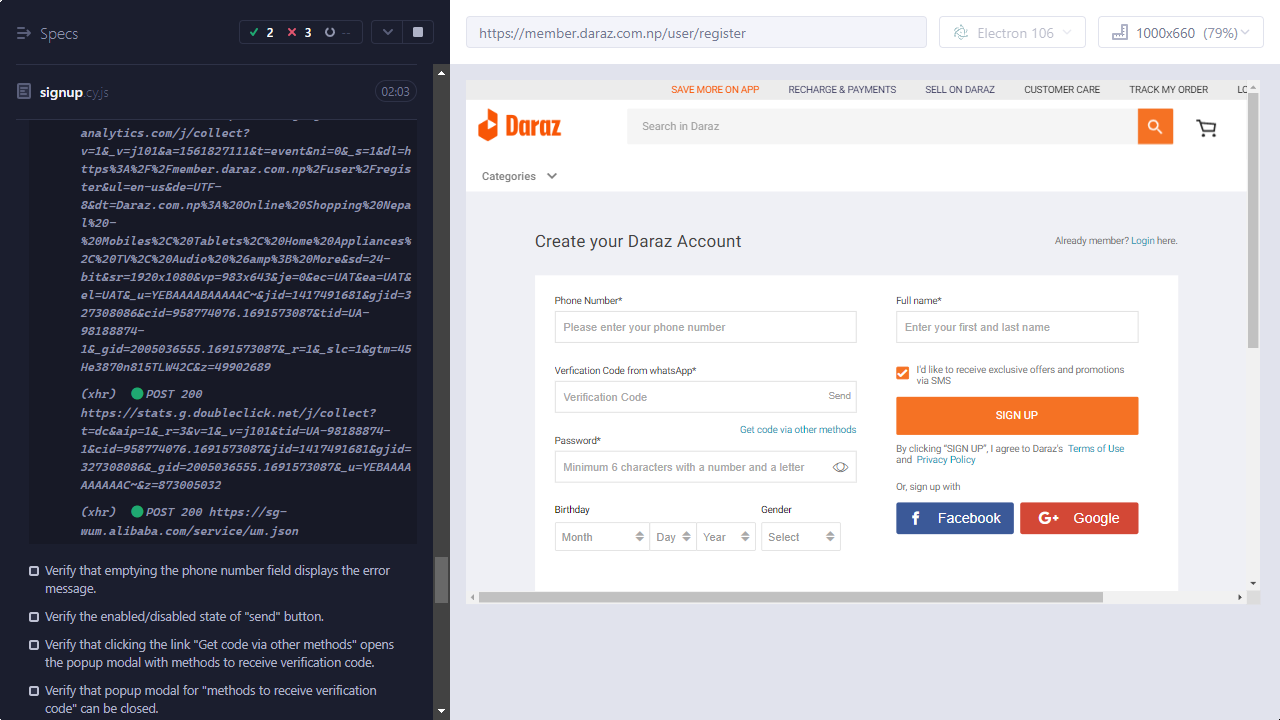 Specs
2
3
--
https://member.daraz.com.np/user/register
Electron 106
1000x660 (79%)
signup.cy.js
02:03
analytics.com/j/collect?
v=1&_v=j101&a=1561827111&t=event&ni=0&_s=1&dl=h
ttps%3A%2F%2Fmember.daraz.com.np%2Fuser%2Fregis
ter&ul=en-us&de=UTF-
8&dt=Daraz.com.np%3A%20Online%20Shopping%20Nepa
l%20-
%20Mobiles%2C%20Tablets%2C%20Home%20Appliances%
2C%20TV%2C%20Audio%20%26amp%3B%20More&sd=24-
bit&sr=1920x1080&vp=983x643&je=0&ec=UAT&ea=UAT&
el=UAT&_u=YEBAAAABAAAAAC~&jid=1417491681&gjid=3
27308086&cid=958774076.1691573087&tid=UA-
98188874-
1&_gid=2005036555.1691573087&_r=1&_slc=1&gtm=45
He3870n815TLW42C&z=49902689
(xhr) POST 200
https://stats.g.doubleclick.net/j/collect?
t=dc&aip=1&_r=3&v=1&_v=j101&tid=UA-98188874-
1&cid=958774076.1691573087&jid=1417491681&gjid=
327308086&_gid=2005036555.1691573087&_u=YEBAAAA
AAAAAAC~&z=873005032
(xhr) POST 200 https://sg-
wum.alibaba.com/service/um.json
Verify that emptying the phone number field displays the error
message.
Verify the enabled/disabled state of "send" button.
Verify that clicking the link "Get code via other methods" opens
the popup modal with methods to receive verification code.
Verify that popup modal for "methods to receive verification
code" can be closed.
SAVE MORE ON APP
RECHARGE & PAYMENTS
SELL ON DARAZ
CUSTOMER CARE
TRACK MY ORDER
LO
Daraz
Search in Daraz
Categories
Create your Daraz Account
Already member? Login here.
Phone Number*
Please enter your phone number
Verfication Code from whatsApp*
Verification Code
Send
Get code via other methods
Password*
Minimum 6 characters with a number and a letter
Birthday
Gender
Month
Day
Year
Select
Full name*
Enter your first and last name
I'd like to receive exclusive offers and promotions
via SMS
SIGN UP
By clicking "SIGN UP", I agree to Daraz's Terms of Use
and Privacy Policy
Or, sign up with
Facebook
Google